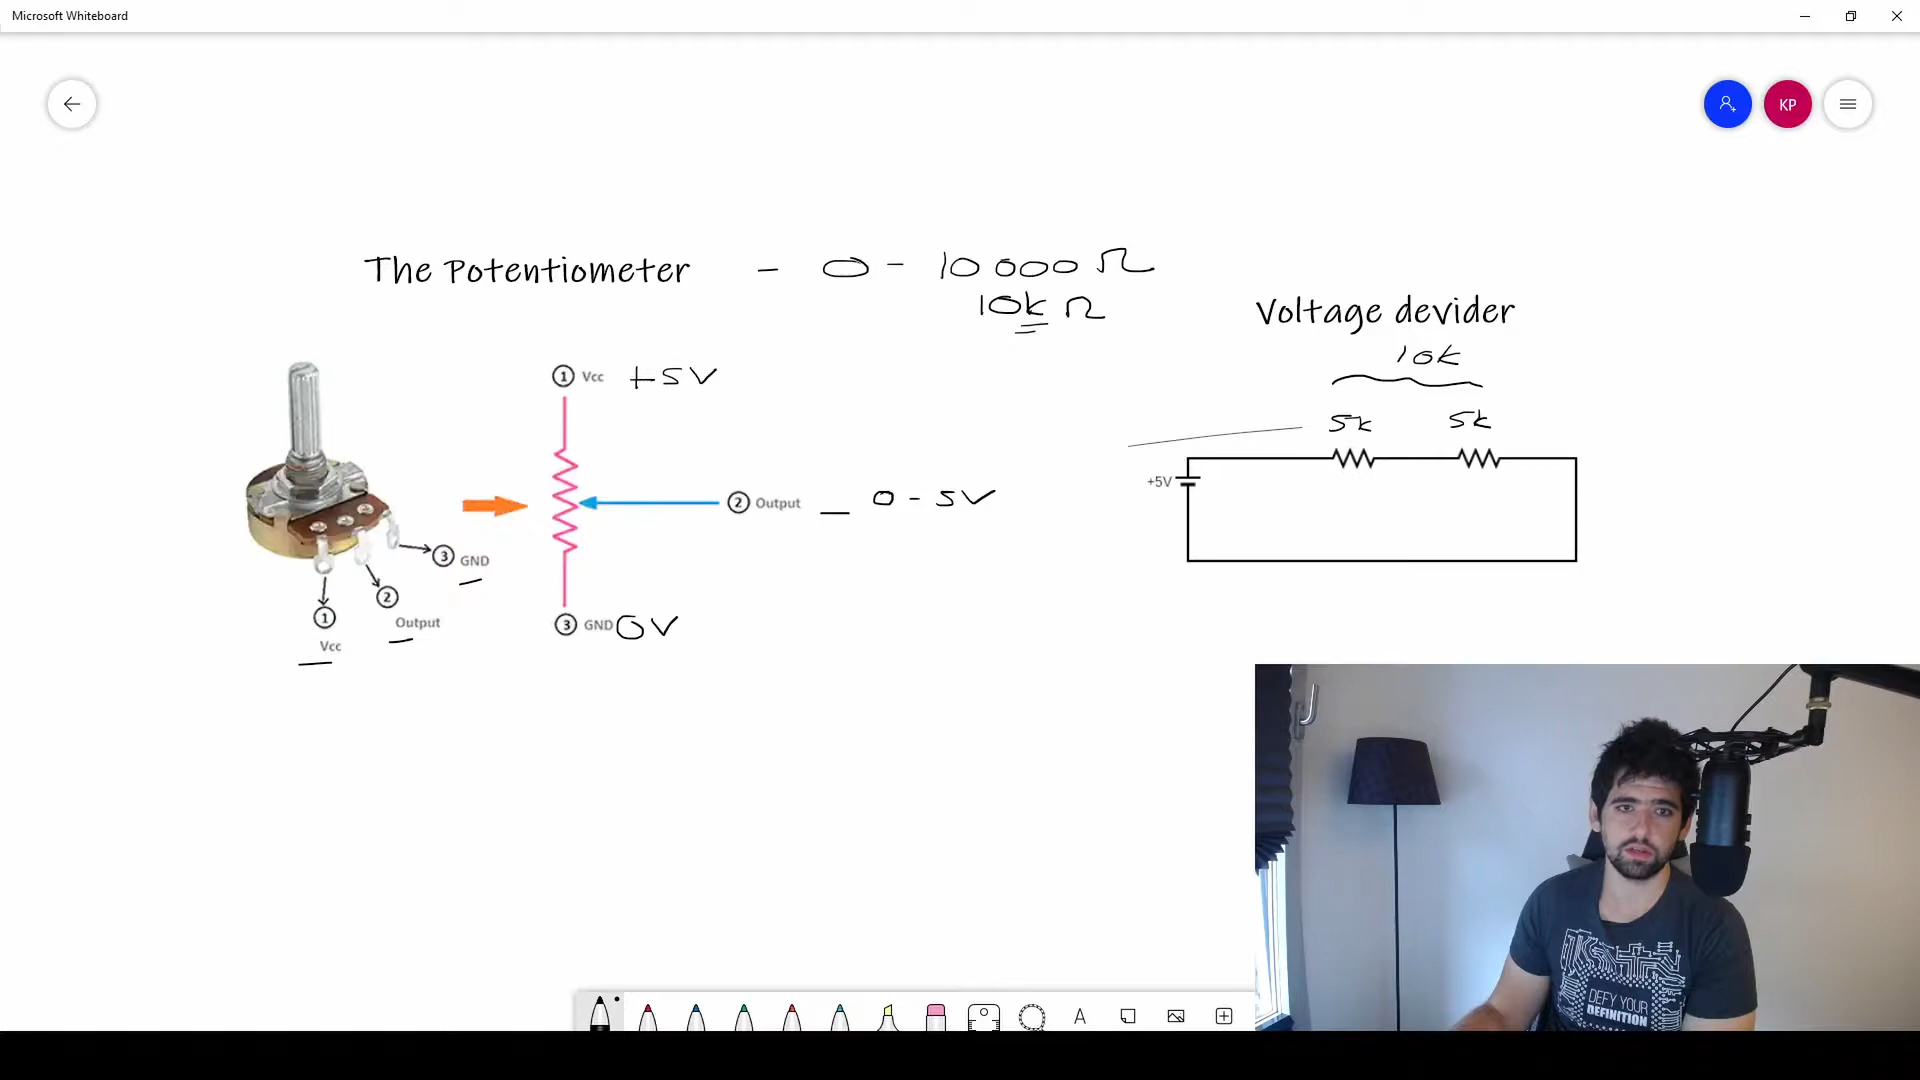 Microsoft Whiteboard
KP
The Potentiometer - 0 - 10 000 Ω
10k Ω
Voltage devider
10k
5k 5k
+5V
1 Vcc +5V
2 Output 0 - 5V
3 GND 0V
3 GND
2
Output
1
Vcc
A
DEFY YOUR
DEFINITION